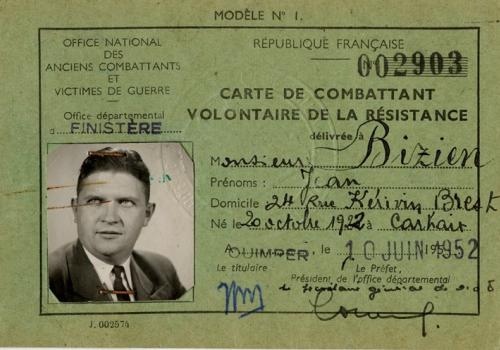 MODÈLE N° 1.
OFFICE NATIONAL
DES
ANCIENS COMBATTANTS
ET
VICTIMES DE GUERRE
Office départemental
d FINISTÈRE
RÉPUBLIQUE FRANÇAISE
002903
CARTE DE COMBATTANT
VOLONTAIRE DE LA RÉSISTANCE
délivrée à
Monsieur Bizien
Prénoms : Jean
Domicile 24 Rue Kérivin Brest
Né le 20 octobre 1922 à Carhaix
A QUIMPER, le 10 JUIN 1952
Le titulaire
Le Préfet,
Président de l'office départemental
J. 002574